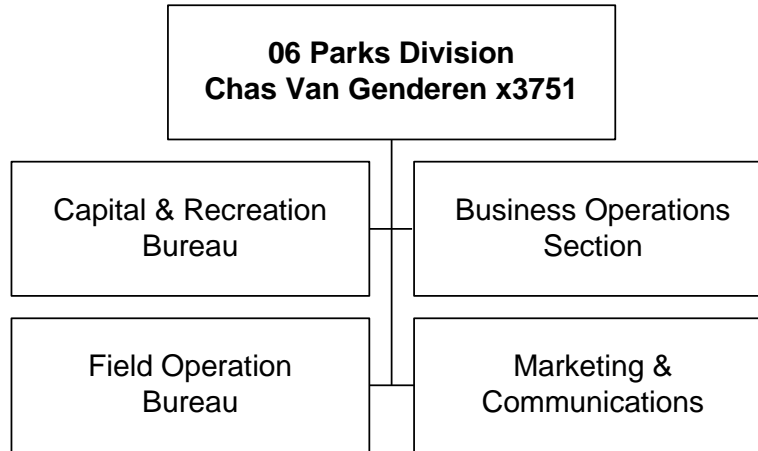 06 Parks Division
Chas Van Genderen x3751
Capital & Recreation
Bureau
Business Operations
Section
Field Operation
Bureau
Marketing &
Communications